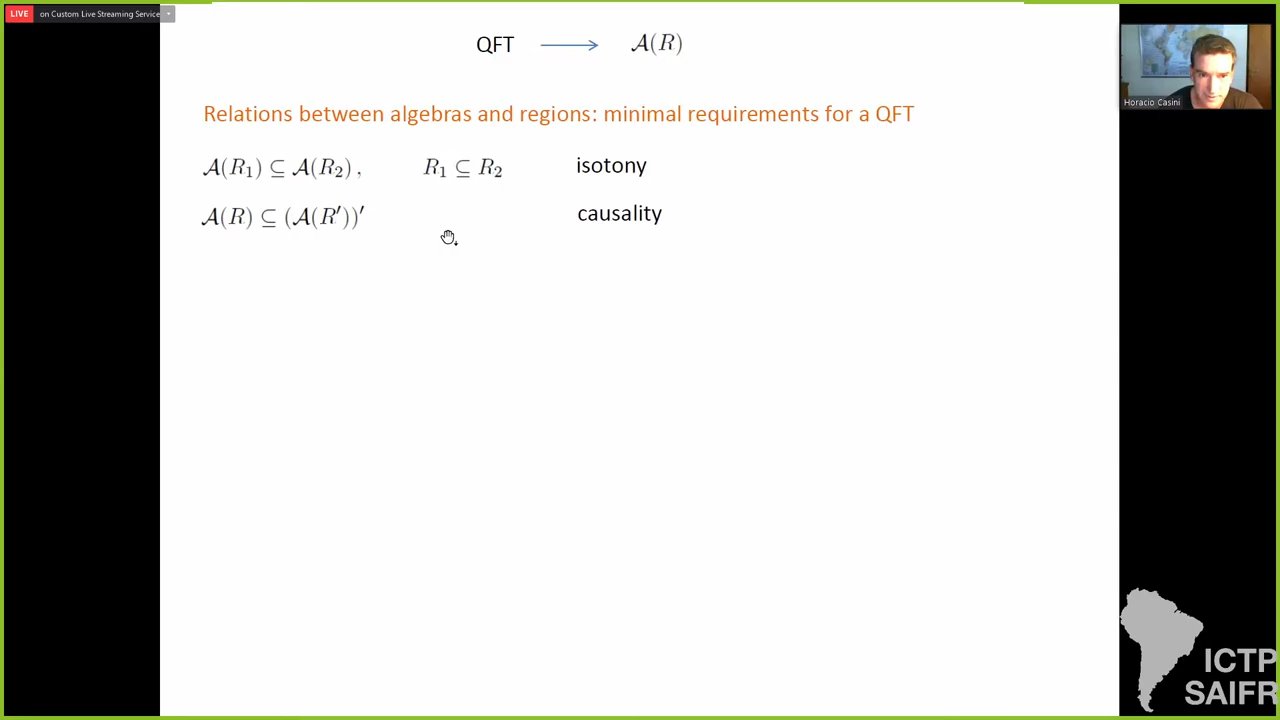 LIVE on Custom Live Streaming Service
QFT ⟶ 𝒜(R)
Horacio Casini
Relations between algebras and regions: minimal requirements for a QFT
𝒜(R₁) ⊆ 𝒜(R₂) , R₁ ⊆ R₂ isotony
𝒜(R) ⊆ (𝒜(R′))′ causality
ICTP
SAIFR